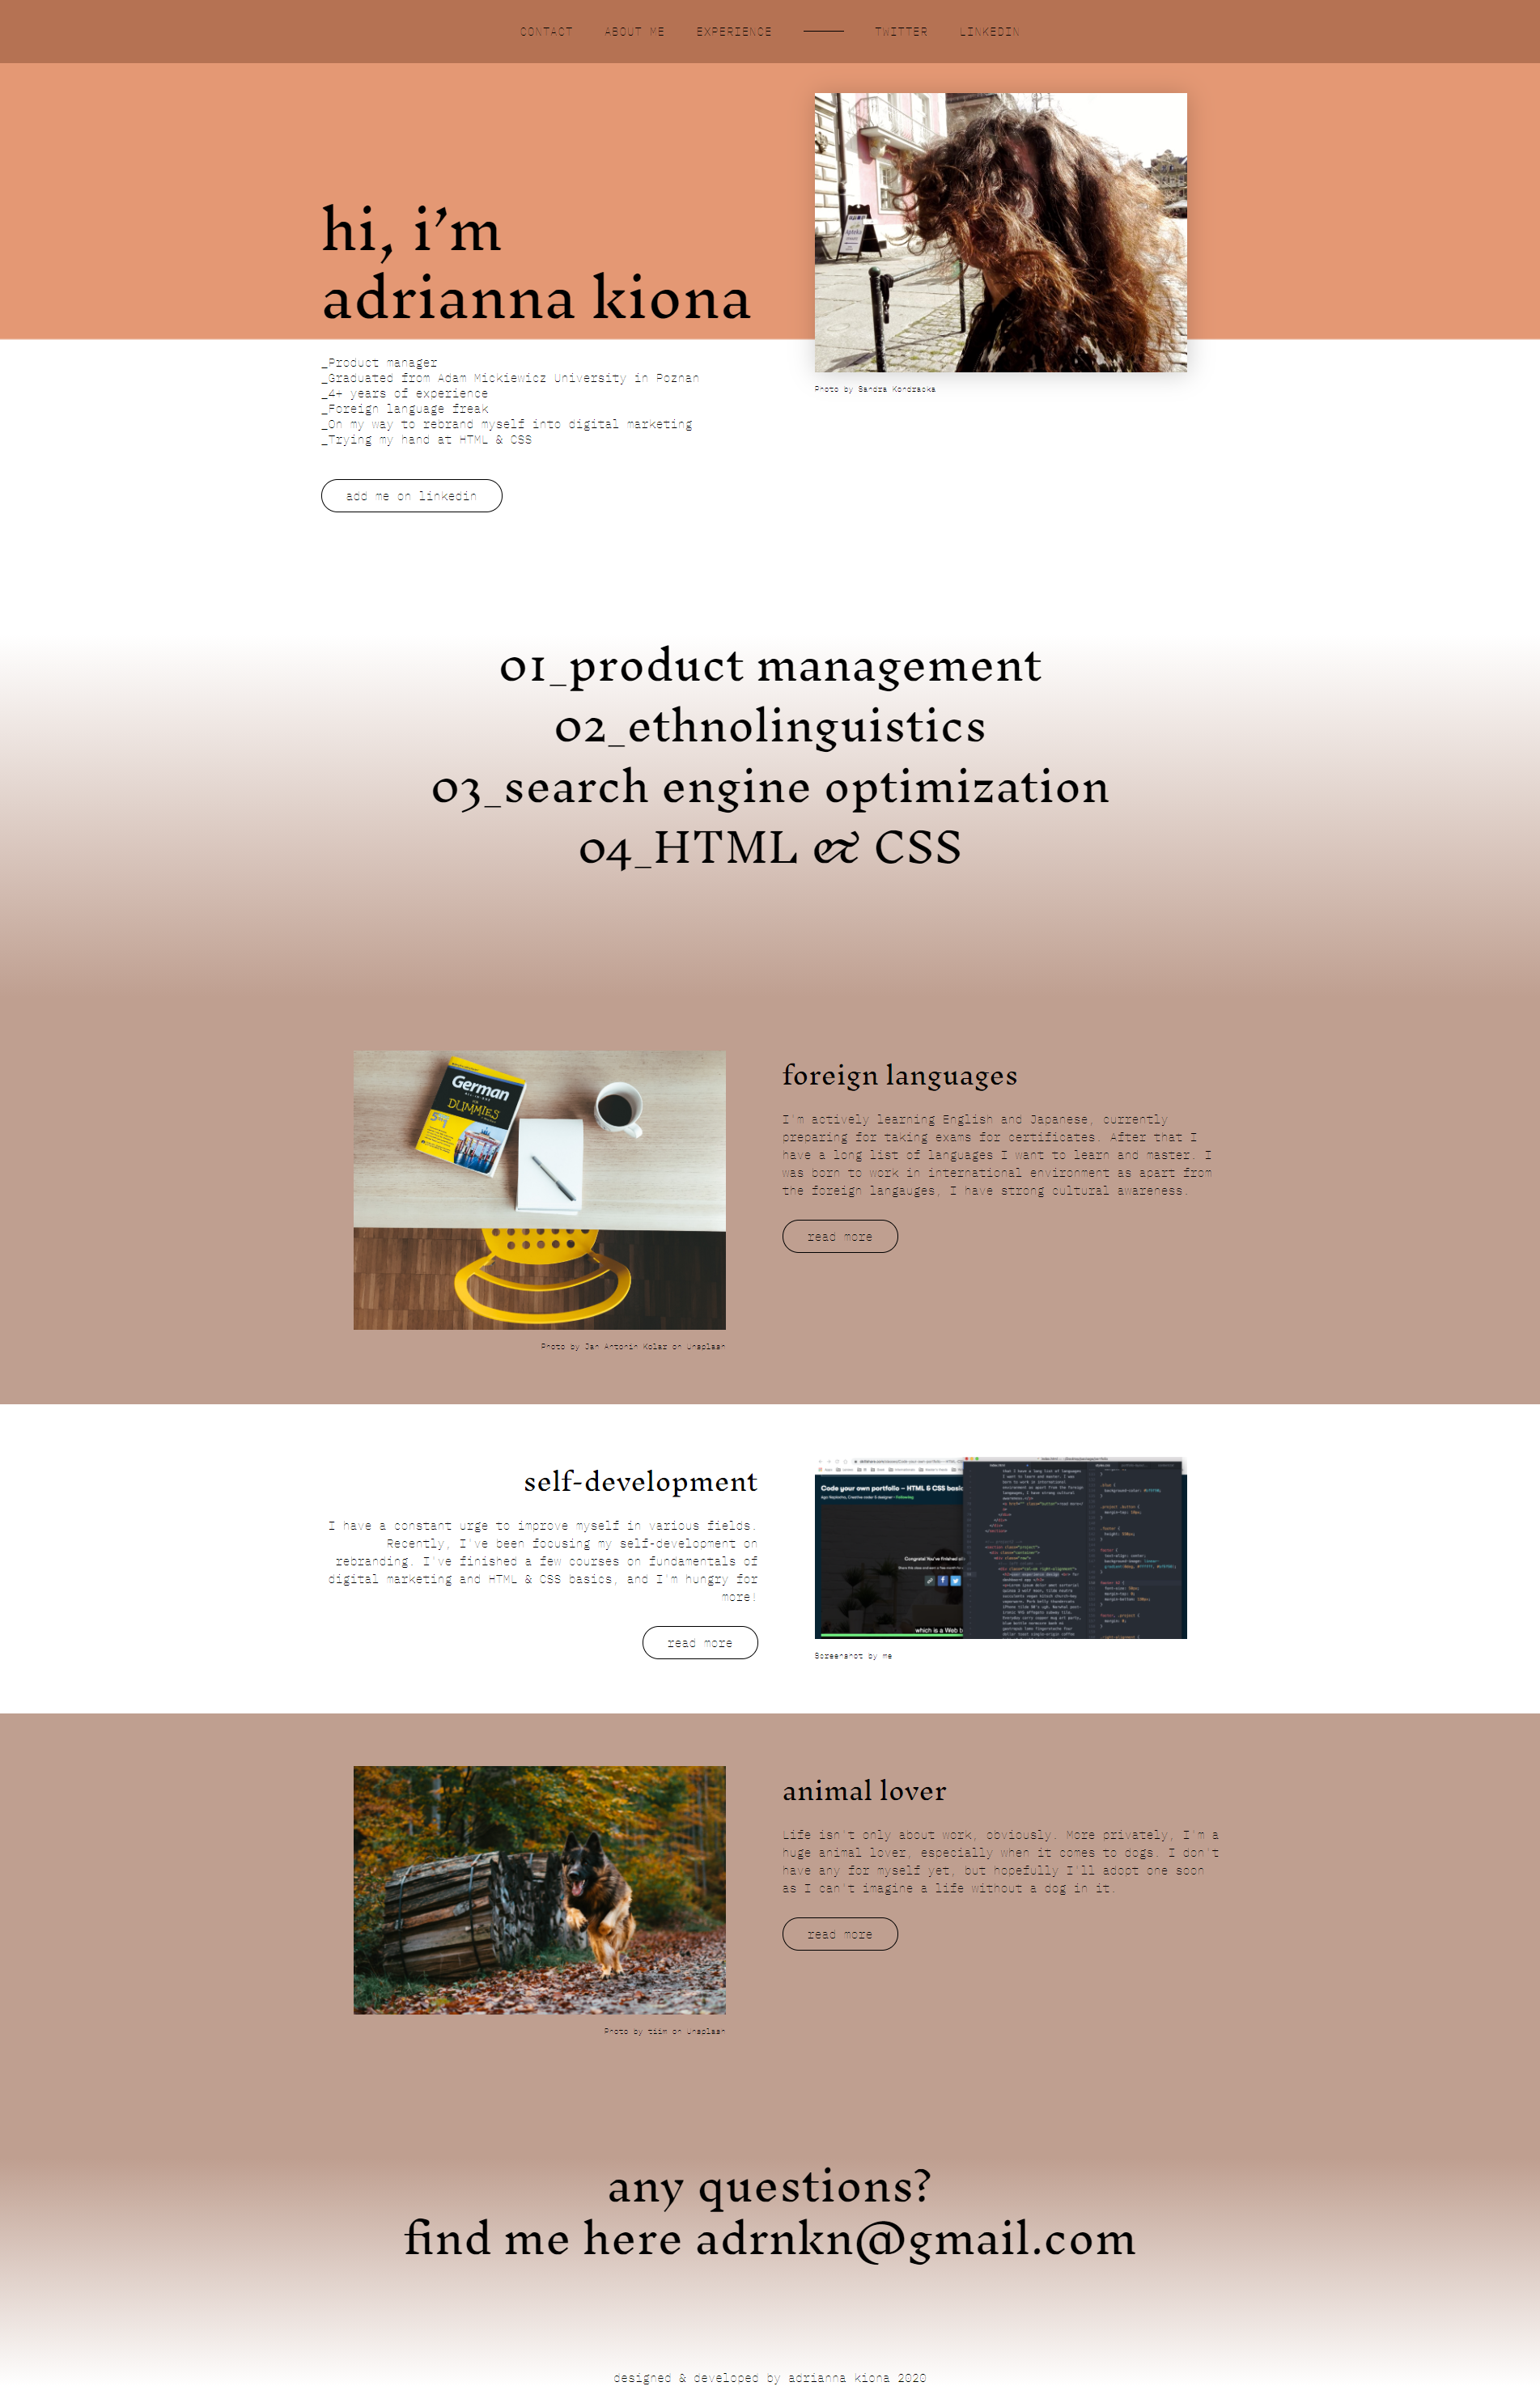 CONTACT ABOUT ME EXPERIENCE TWITTER LINKEDIN
hi, i’m
adrianna kiona
_Product manager
_Graduated from Adam Mickiewicz University in Poznan
_4+ years of experience
_Foreign language freak
_On my way to rebrand myself into digital marketing
_Trying my hand at HTML & CSS
add me on linkedin
Photo by Sandra Kondracka
01_product management
02_ethnolinguistics
03_search engine optimization
04_HTML & CSS
German
DUMMIES
Photo by Jan Antonin Kolar on Unsplash
foreign languages
I'm actively learning English and Japanese, currently
preparing for taking exams for certificates. After that I
have a long list of languages I want to learn and master. I
was born to work in international environment as apart from
the foreign langauges, I have strong cultural awareness.
read more
self-development
I have a constant urge to improve myself in various fields.
Recently, I've been focusing my self-development on
rebranding. I've finished a few courses on fundamentals of
digital marketing and HTML & CSS basics, and I'm hungry for
more!
read more
Code your own portfolio – HTML & CSS basic
which is a Web b
Screenshot by me
animal lover
Life isn't only about work, obviously. More privately, I'm a
huge animal lover, especially when it comes to dogs. I don't
have any for myself yet, but hopefully I'll adopt one soon
as I can't imagine a life without a dog in it.
read more
Photo by tiim on Unsplash
any questions?
find me here adrnkn@gmail.com
designed & developed by adrianna kiona 2020